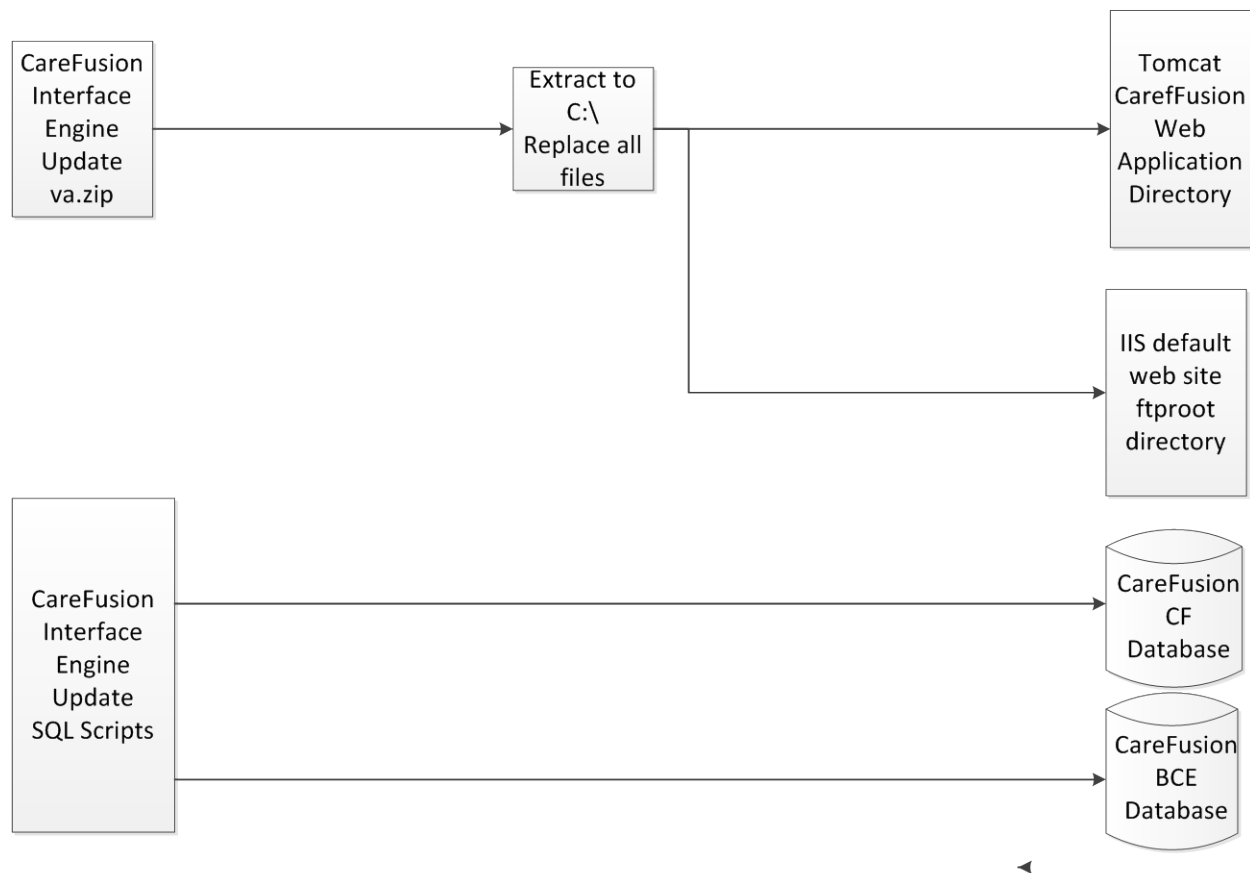 CareFusion
Interface
Engine
Update
va.zip
Extract to
C:\
Replace all
files
Tomcat
CarefFusion
Web
Application
Directory
IIS default
web site
ftproot
directory
CareFusion
Interface
Engine
Update
SQL Scripts
CareFusion
CF
Database
CareFusion
BCE
Database